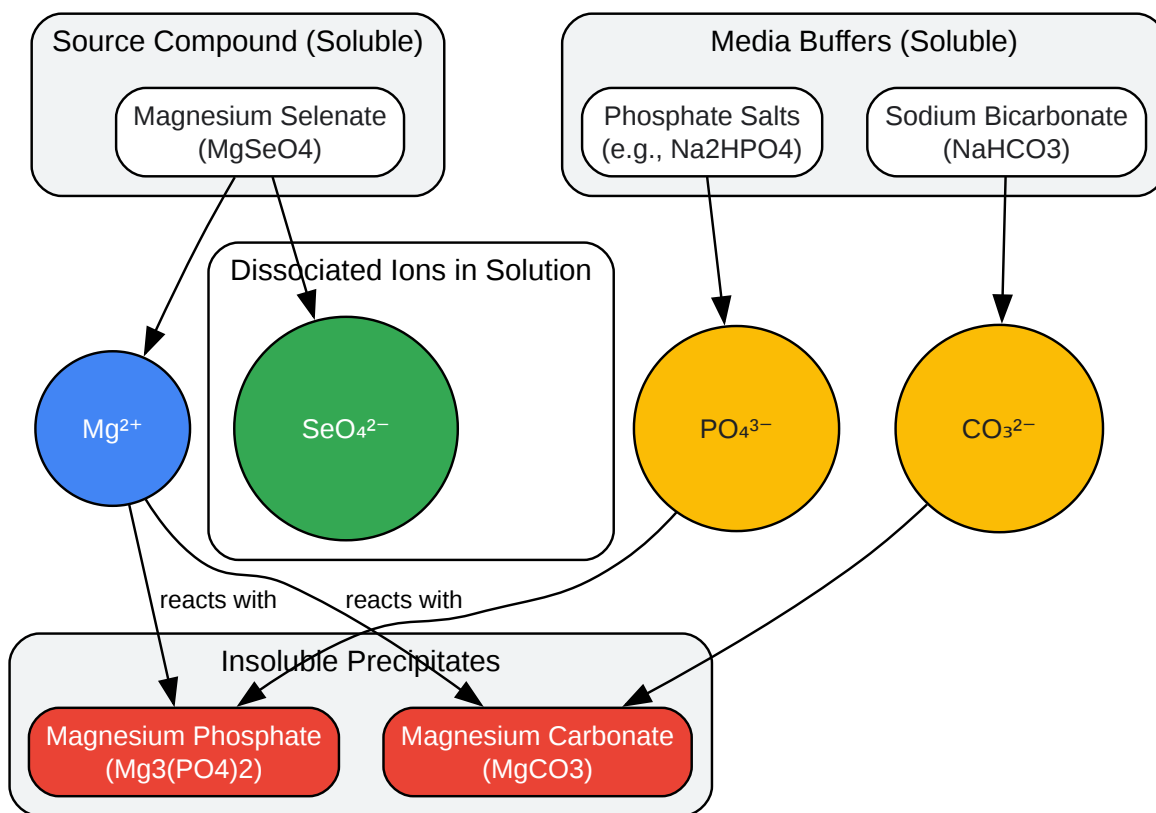 Source Compound (Soluble)
Media Buffers (Soluble)
Magnesium Selenate
(MgSeO4)
Phosphate Salts
(e.g., Na2HPO4)
Sodium Bicarbonate
(NaHCO3)
Dissociated Ions in Solution
Mg²⁺
SeO₄²⁻
PO₄³⁻
CO₃²⁻
reacts with
reacts with
Insoluble Precipitates
Magnesium Phosphate
(Mg3(PO4)2)
Magnesium Carbonate
(MgCO3)